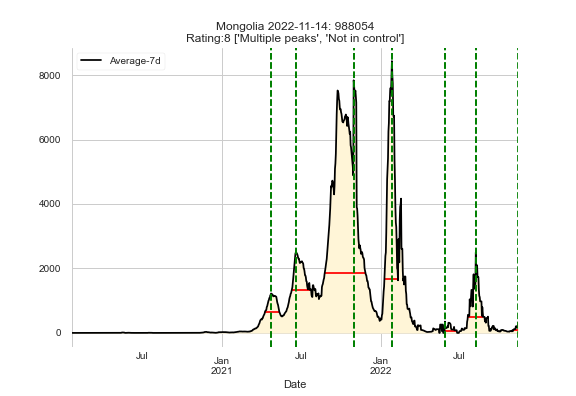 Mongolia 2022-11-14: 988054
Rating:8 ['Multiple peaks', 'Not in control']
Average-7d
8000
6000
4000
2000
0
Jul
Jan
2021
Jul
Jan
2022
Jul
Date